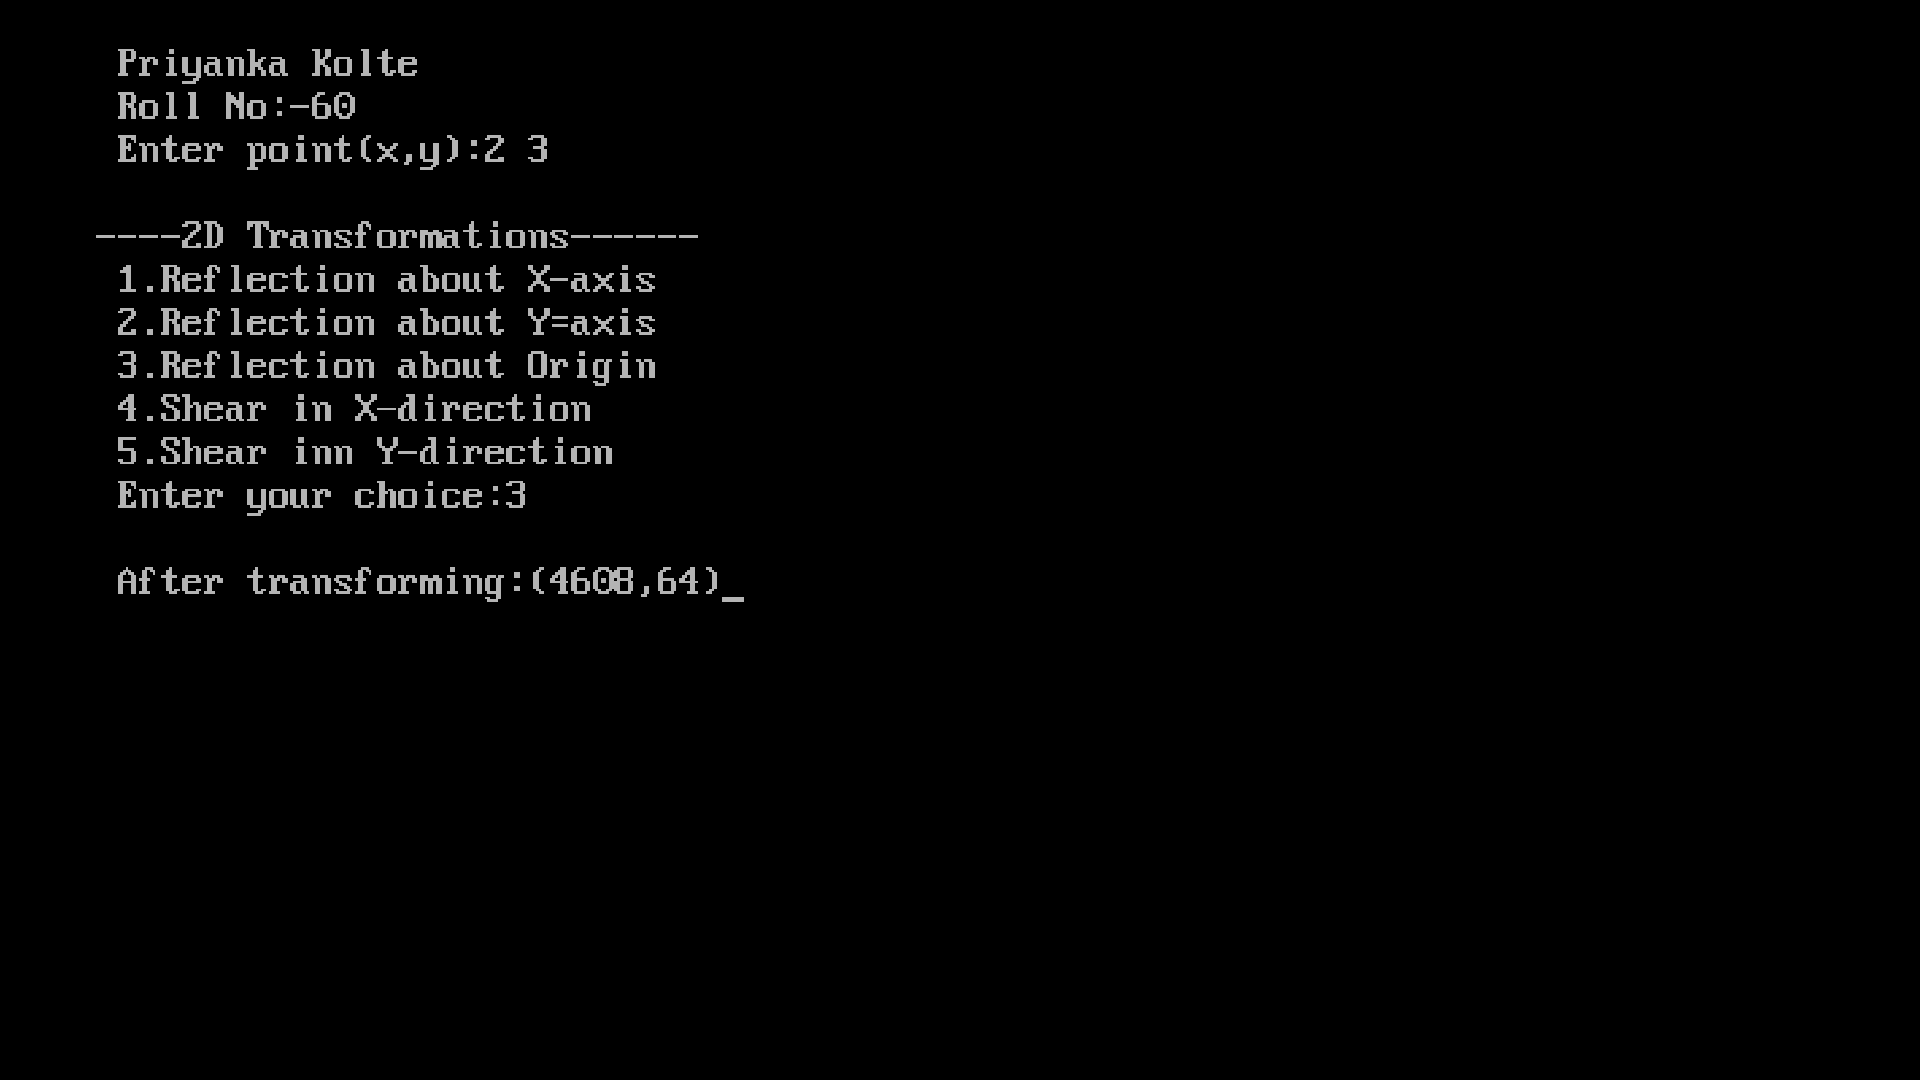 Priyanka Kolte
Roll No:-60
Enter point(x,y):2 3
----2D Transformations------
1.Reflection about X-axis
2.Reflection about Y=axis
3.Reflection about Origin
4.Shear in X-direction
5.Shear inn Y-direction
Enter your choice:3
After transforming:(4608,64)_